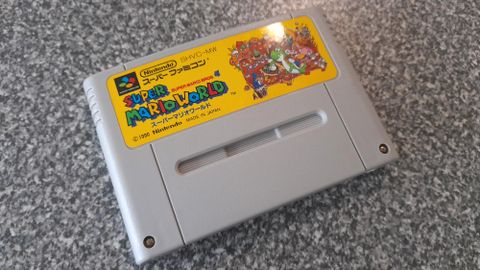 Nintendo SHVC-MW
スーパーファミコン
SUPER MARIO BROS. 4
SUPER
MARIO WORLD
スーパーマリオワールド
© 1990 Nintendo MADE IN JAPAN